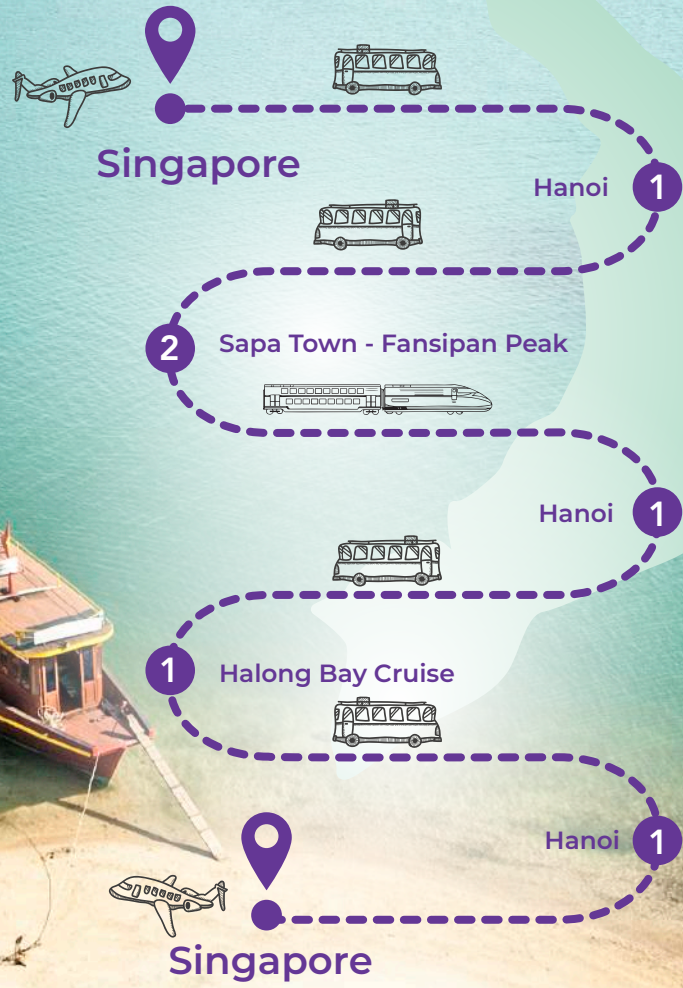 Singapore
Hanoi 1
2 Sapa Town - Fansipan Peak
Hanoi 1
1 Halong Bay Cruise
Hanoi 1
Singapore